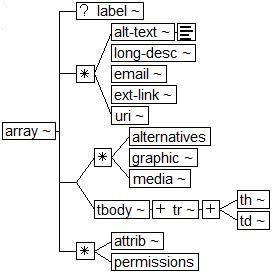 ? label ~
alt-text ~
long-desc ~
* email ~
ext-link ~
uri ~
array ~
alternatives
* graphic ~
media ~
tbody ~ + tr ~ + th ~
td ~
* attrib ~
permissions